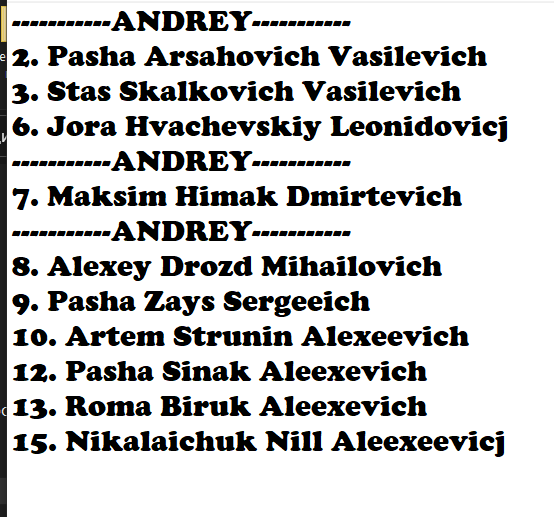 -----------ANDREY-----------
2. Pasha Arsahovich Vasilevich
3. Stas Skalkovich Vasilevich
6. Jora Hvachevskiy Leonidovicj
-----------ANDREY-----------
7. Maksim Himak Dmirtevich
-----------ANDREY-----------
8. Alexey Drozd Mihailovich
9. Pasha Zays Sergeeich
10. Artem Strunin Alexeevich
12. Pasha Sinak Aleexevich
13. Roma Biruk Aleexevich
15. Nikalaichuk Nill Aleexeevicj